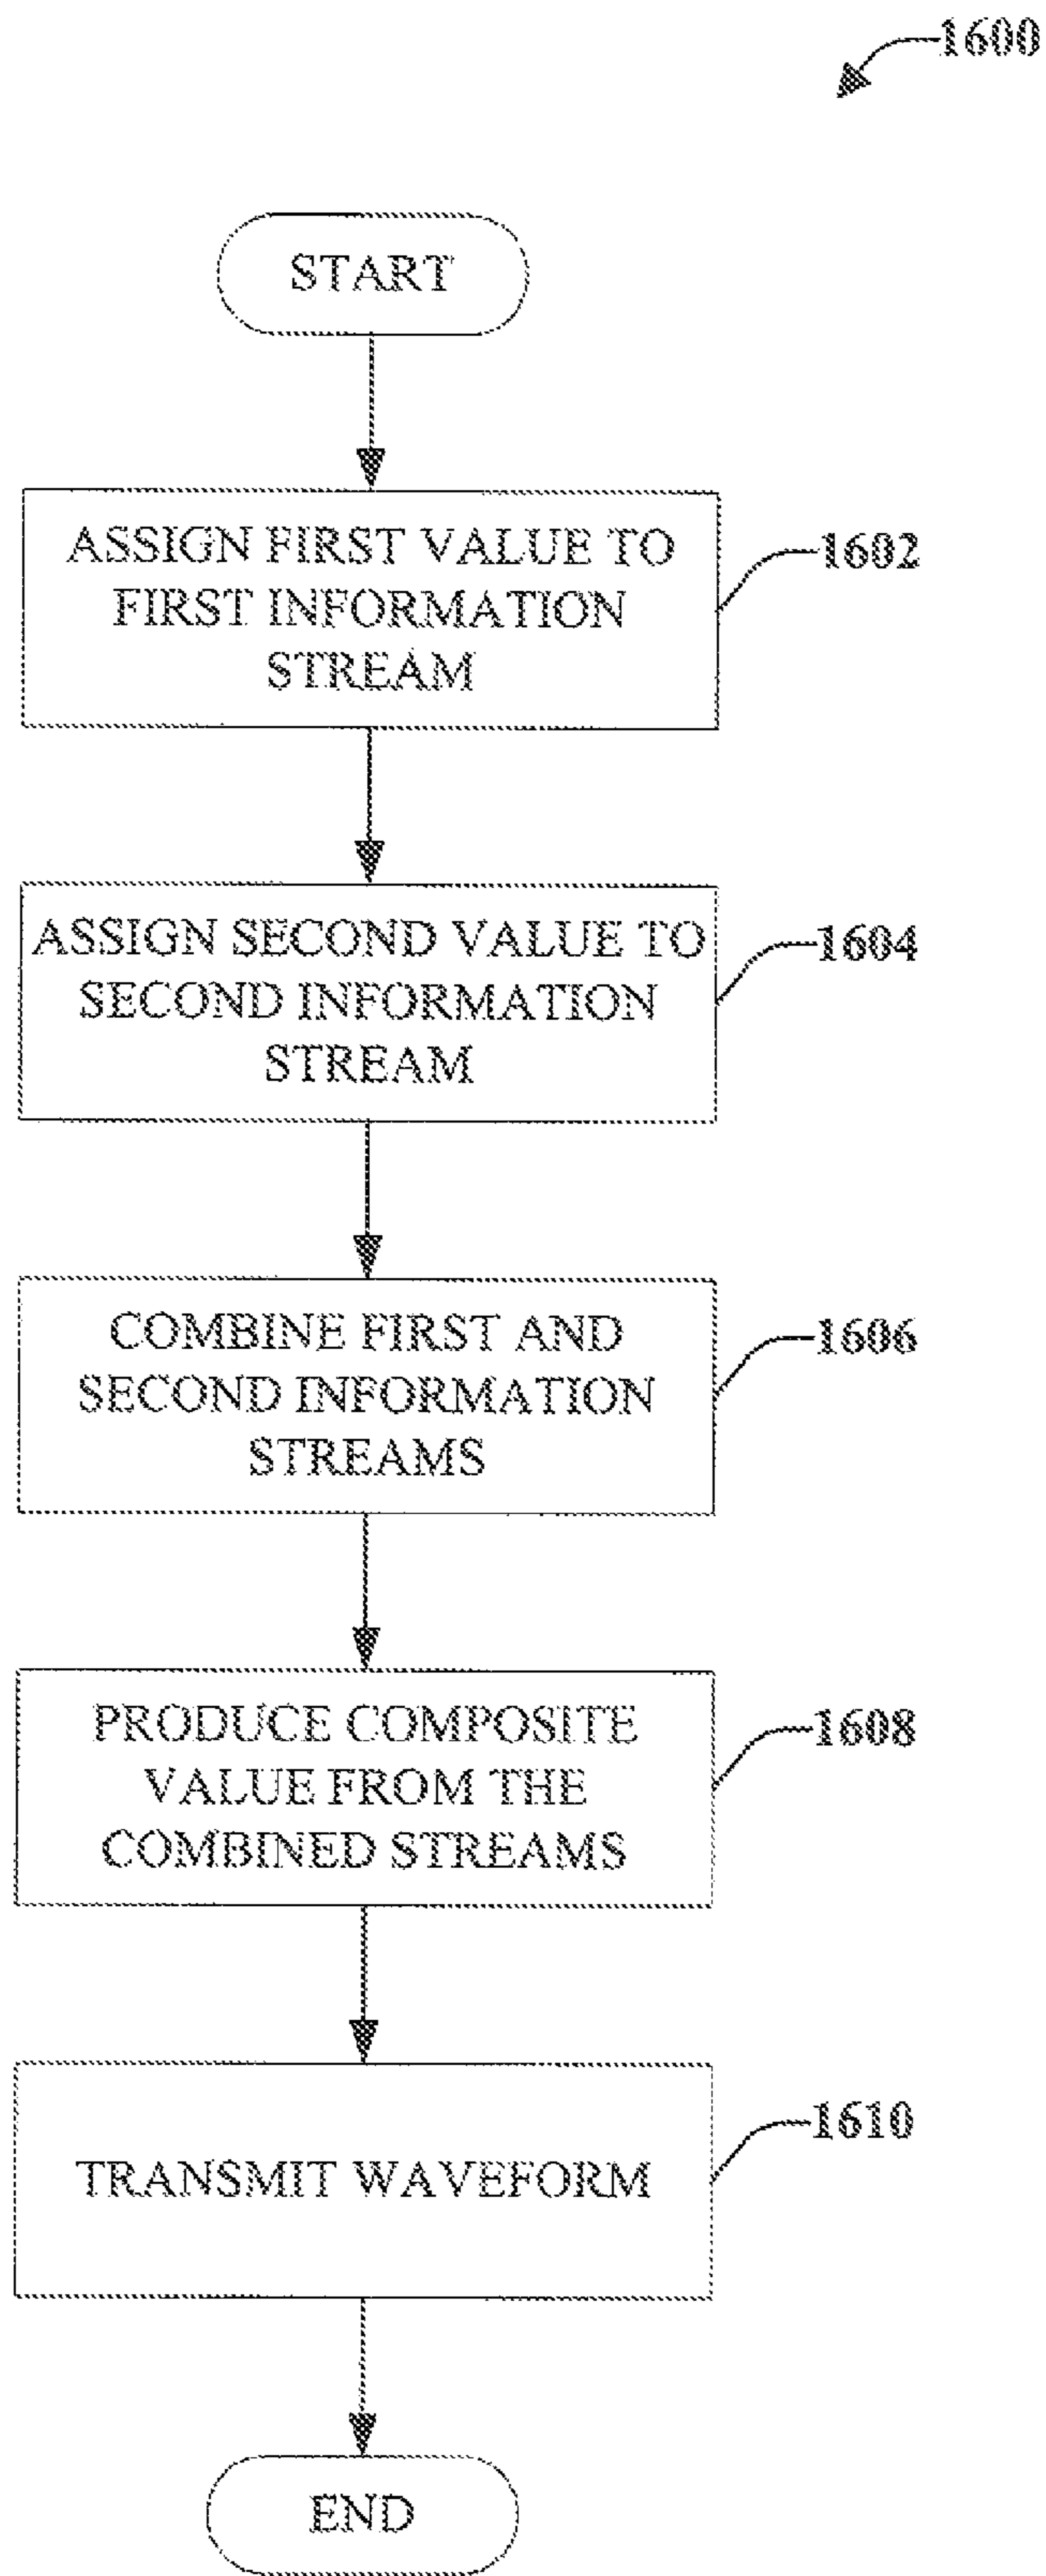 1600
START
ASSIGN FIRST VALUE TO
FIRST INFORMATION
STREAM
1602
ASSIGN SECOND VALUE TO
SECOND INFORMATION
STREAM
1604
COMBINE FIRST AND
SECOND INFORMATION
STREAMS
1606
PRODUCE COMPOSITE
VALUE FROM THE
COMBINED STREAMS
1608
TRANSMIT WAVEFORM
1610
END